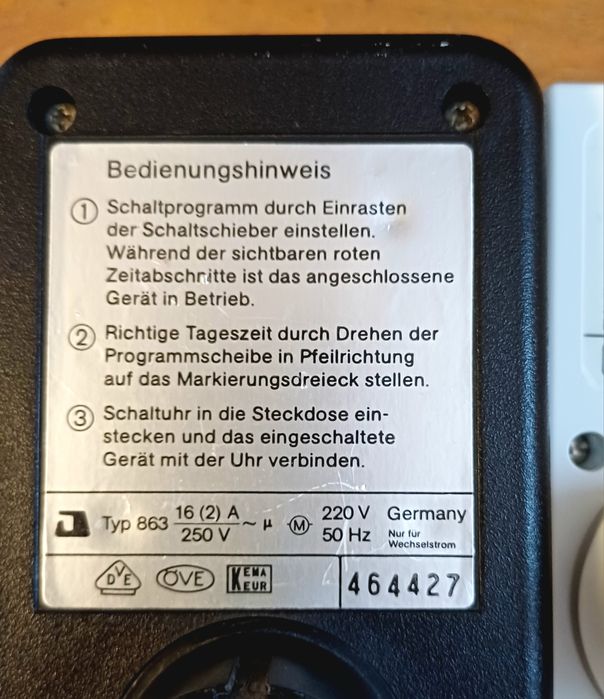 Bedienungshinweis
① Schaltprogramm durch Einrasten
der Schaltschieber einstellen.
Während der sichtbaren roten
Zeitabschnitte ist das angeschlossene
Gerät in Betrieb.
② Richtige Tageszeit durch Drehen der
Programmscheibe in Pfeilrichtung
auf das Markierungsdreieck stellen.
③ Schaltuhr in die Steckdose ein-
stecken und das eingeschaltete
Gerät mit der Uhr verbinden.
Typ 863 16 (2) A / 250 V ~ µ M 220 V Germany
50 Hz Nur für
Wechselstrom
DVE ÖVE KEMA
KEUR 464427